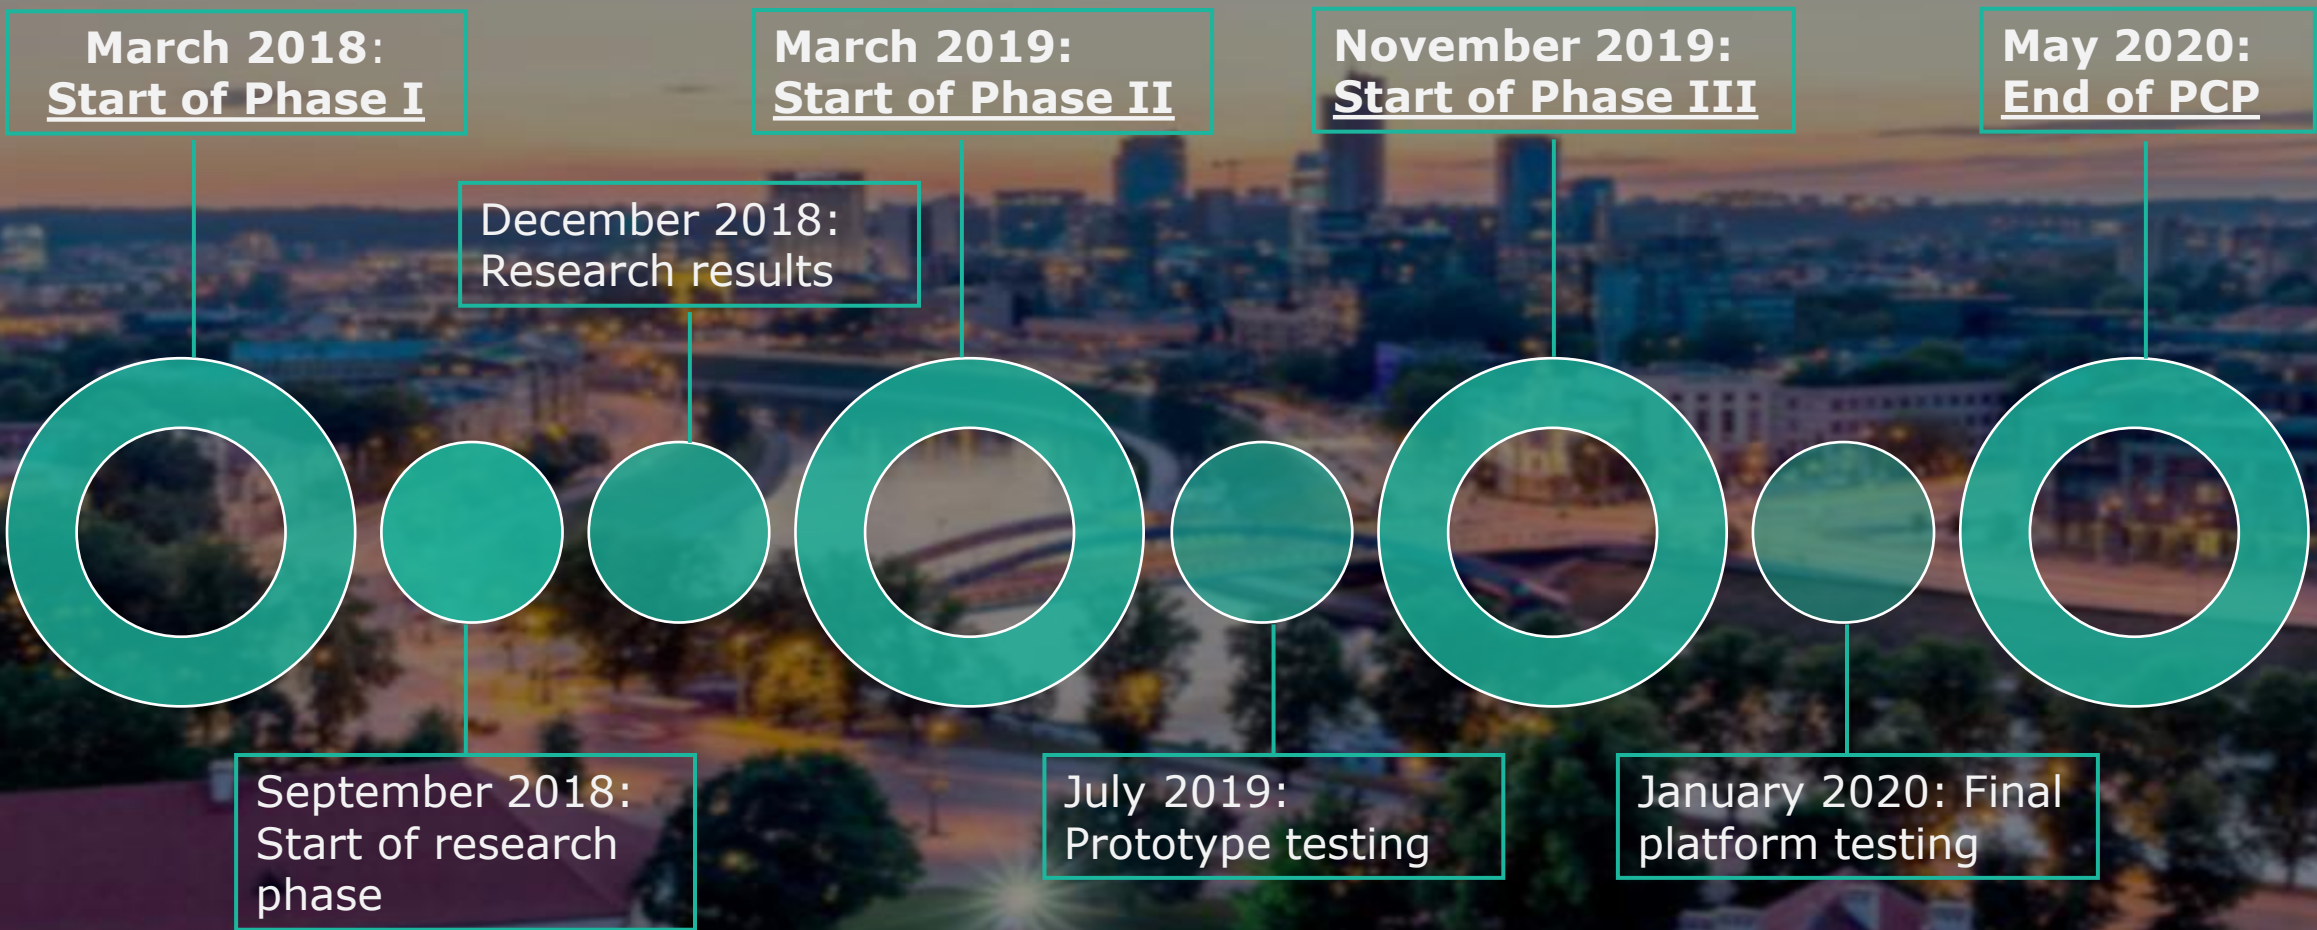 March 2018:
Start of Phase I
September 2018:
Start of research
phase
December 2018:
Research results
March 2019:
Start of Phase II
July 2019:
Prototype testing
November 2019:
Start of Phase III
January 2020: Final
platform testing
May 2020:
End of PCP